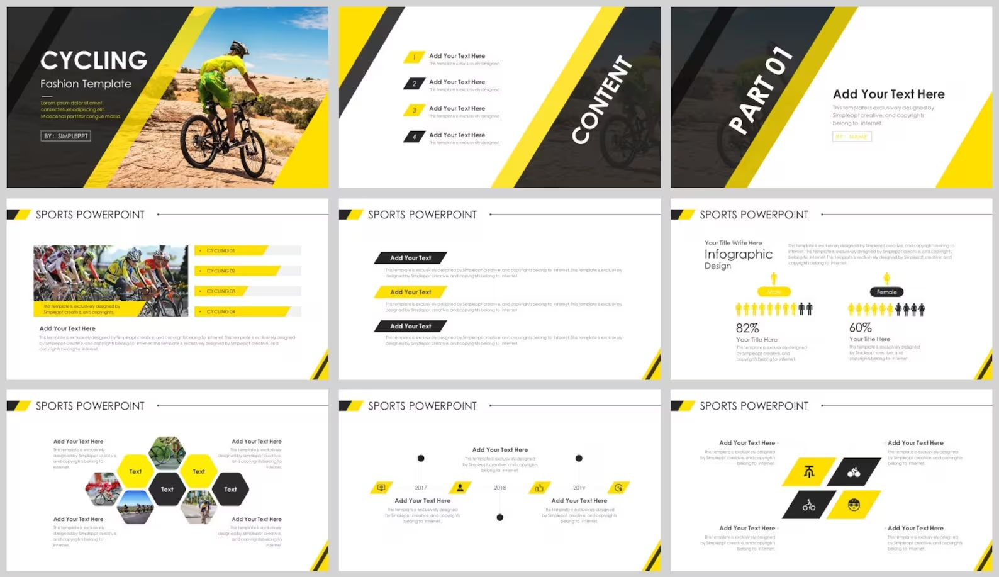 CYCLING
Fashion Template
Lorem ipsum dolor sit amet,
consectetuer adipiscing elit.
Maecenas porttitor congue massa.
BY : SIMPLEPPT
1
Add Your Text Here
This template is exclusively designed
2
Add Your Text Here
This template is exclusively designed
3
Add Your Text Here
This template is exclusively designed
4
Add Your Text Here
This template is exclusively designed
CONTENT
PART 01
Add Your Text Here
This template is exclusively designed by
Simpleppt creative, and copyrights
belong to internet.
BY : NAME
SPORTS POWERPOINT
CYCLING 01
CYCLING 02
CYCLING 03
CYCLING 04
This template is exclusively designed by
Simpleppt creative, and copyrights.
Add Your Text Here
This template is exclusively designed by Simpleppt creative, and copyrights belong to internet. This template is exclusively designed
by Simpleppt creative, and copyrights belong to internet. The template is exclusively designed by Simpleppt creative, and
copyrights belong to internet.
SPORTS POWERPOINT
Add Your Text
This template is exclusively designed by Simpleppt creative, and copyrights belong to internet. This template is exclusively
designed by Simpleppt creative, and copyrights belong to internet.
Add Your Text
This template is exclusively designed by Simpleppt creative, and copyrights belong to internet. This template is exclusively
designed by Simpleppt creative, and copyrights belong to internet.
Add Your Text
This template is exclusively designed by Simpleppt creative, and copyrights belong to internet. This template is exclusively
designed by Simpleppt creative, and copyrights belong to internet.
SPORTS POWERPOINT
Your Title Write Here
Infographic
Design
This template is exclusively designed by Simpleppt creative, and copyrights belong to
internet. This template is exclusively designed by Simpleppt creative, and copyrights
belong to internet. This template is exclusively designed by Simpleppt creative, and
copyrights belong to internet.
Male
Female
82%
Your Title Here
This template is exclusively designed
by Simpleppt creative, and
copyrights belong to internet.
60%
Your Title Here
This template is exclusively designed
by Simpleppt creative, and
copyrights belong to internet.
SPORTS POWERPOINT
Add Your Text Here
This template is exclusively
designed by Simpleppt creative,
and copyrights belong to
internet.
Add Your Text Here
This template is exclusively
designed by Simpleppt creative,
and copyrights belong to
internet
Text
Text
Text
Text
Add Your Text Here
This template is exclusively
designed by Simpleppt creative,
and copyrights belong to
internet.
Add Your Text Here
This template is exclusively
designed by Simpleppt creative,
and copyrights belong to
internet
SPORTS POWERPOINT
Add Your Text Here
This template is exclusively designed
by Simpleppt creative, and copyrights
belong to internet
2017
2018
2019
Add Your Text Here
This template is exclusively designed
by Simpleppt creative, and copyrights
belong to internet.
Add Your Text Here
This template is exclusively designed
by Simpleppt creative, and copyrights
belong to internet.
SPORTS POWERPOINT
Add Your Text Here
This template is exclusively designed
by Simpleppt creative, and copyrights
belong to internet.
Add Your Text Here
This template is exclusively designed
by Simpleppt creative, and copyrights
belong to internet.
Add Your Text Here
This template is exclusively designed
by Simpleppt creative, and copyrights
belong to internet.
Add Your Text Here
This template is exclusively designed
by Simpleppt creative, and copyrights
belong to internet.